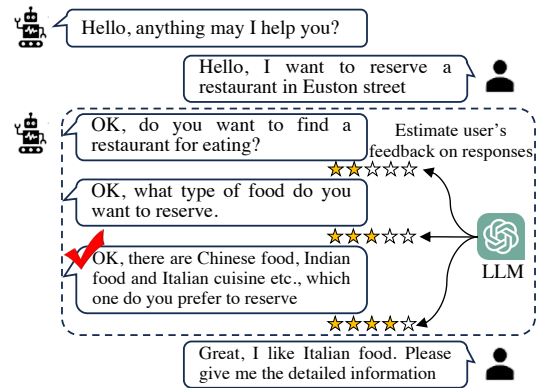 Hello, anything may I help you?
Hello, I want to reserve a
restaurant in Euston street
OK, do you want to find a
restaurant for eating?
Estimate user's
feedback on responses
OK, what type of food do you
want to reserve.
OK, there are Chinese food, Indian
food and Italian cuisine etc., which
one do you prefer to reserve
LLM
Great, I like Italian food. Please
give me the detailed information